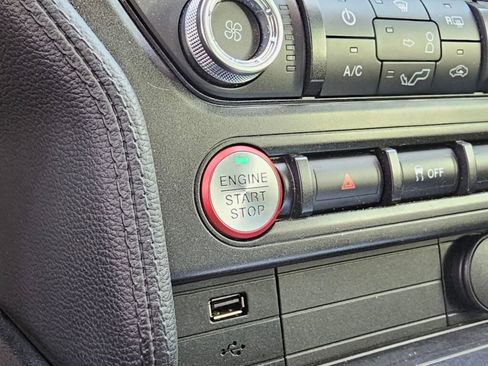 R
A/C
ENGINE
START
STOP
OFF